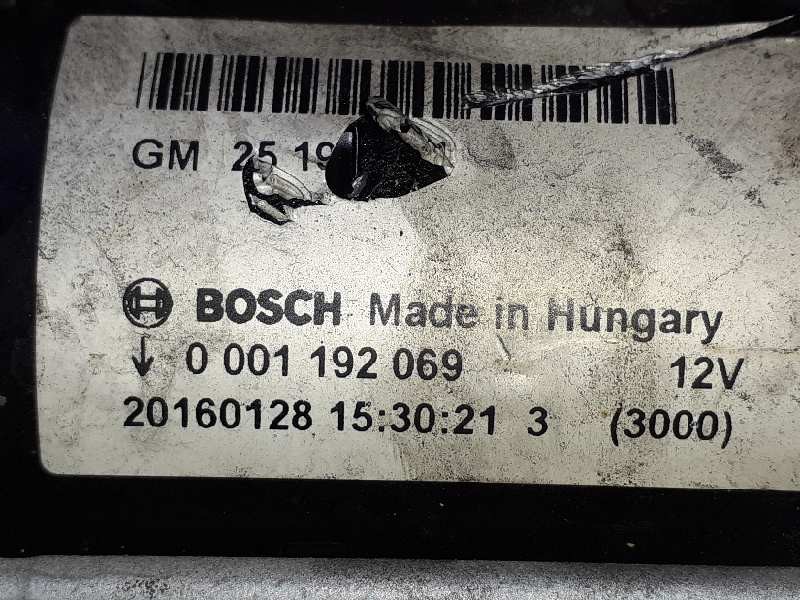 GM 25 19
BOSCH Made in Hungary
0 001 192 069 12V
20160128 15:30:21 3 (3000)